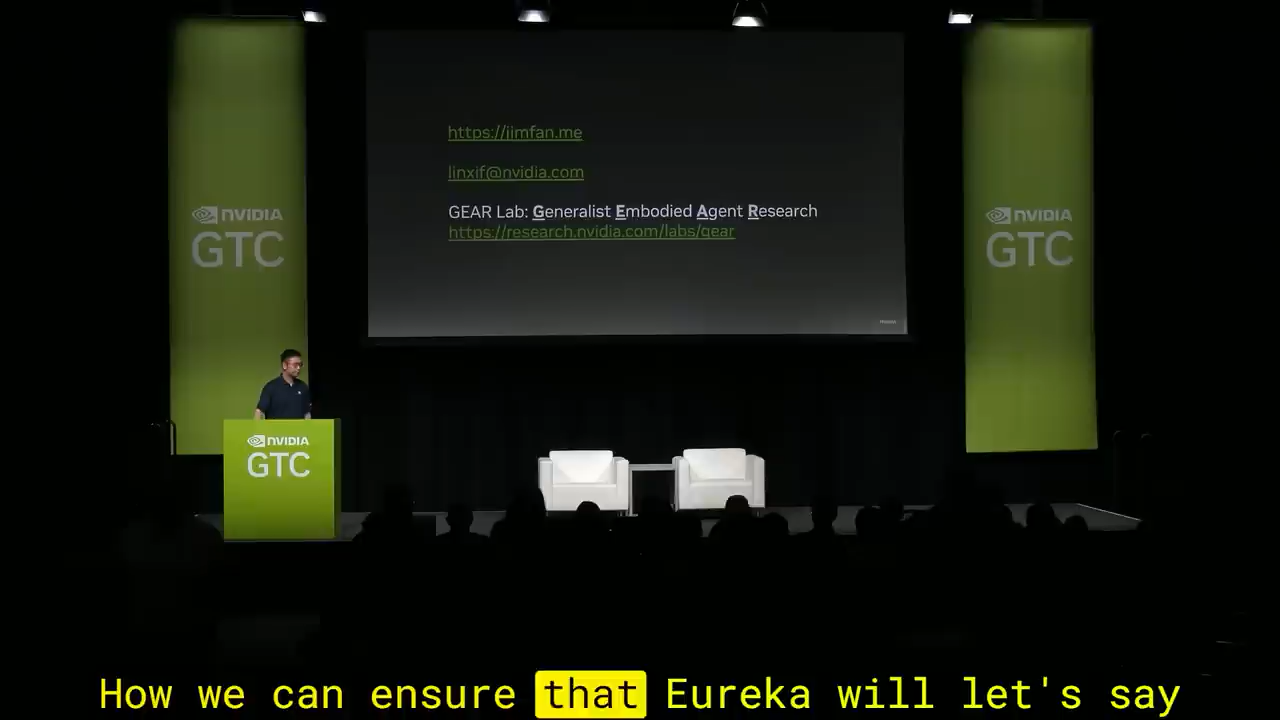 https://jimfan.me
linxif@nvidia.com
GEAR Lab: Generalist Embodied Agent Research
https://research.nvidia.com/labs/gear
NVIDIA
GTC
NVIDIA
GTC
NVIDIA
GTC
How we can ensure that Eureka will let's say